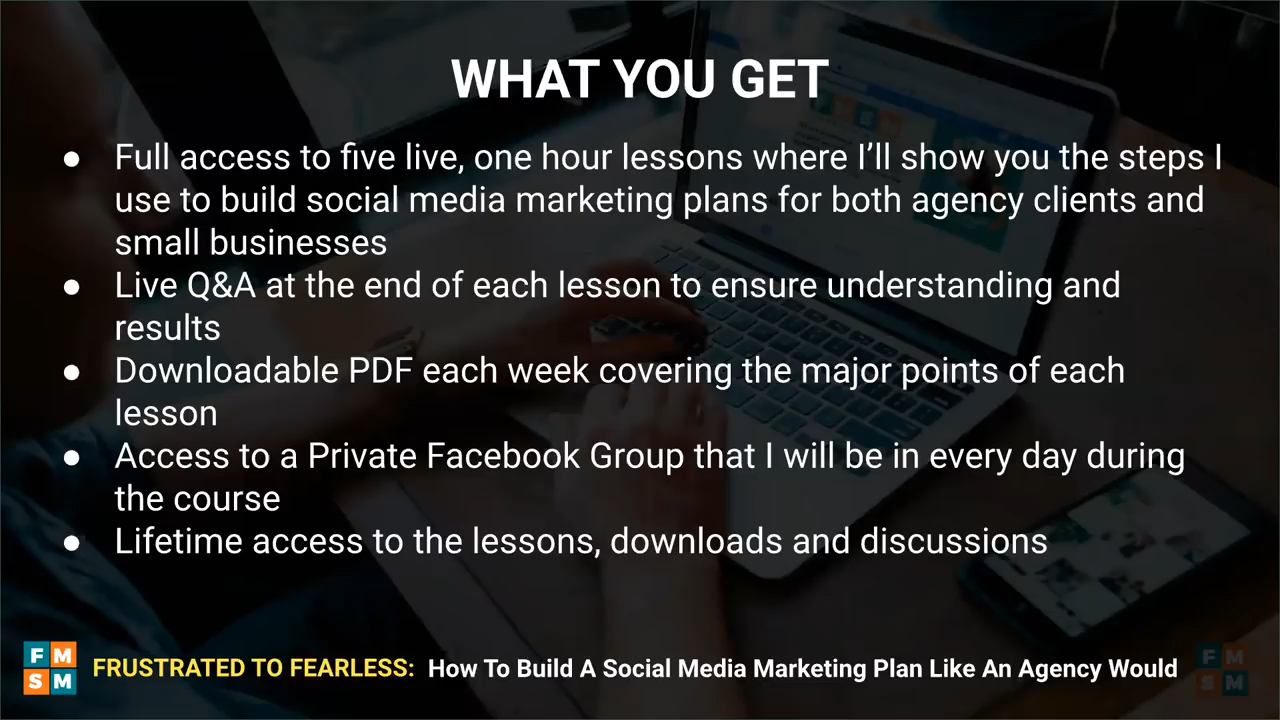 WHAT YOU GET
● Full access to five live, one hour lessons where I’ll show you the steps I
use to build social media marketing plans for both agency clients and
small businesses
● Live Q&A at the end of each lesson to ensure understanding and
results
● Downloadable PDF each week covering the major points of each
lesson
● Access to a Private Facebook Group that I will be in every day during
the course
● Lifetime access to the lessons, downloads and discussions
F M
S M
FRUSTRATED TO FEARLESS: How To Build A Social Media Marketing Plan Like An Agency Would
F M
S M